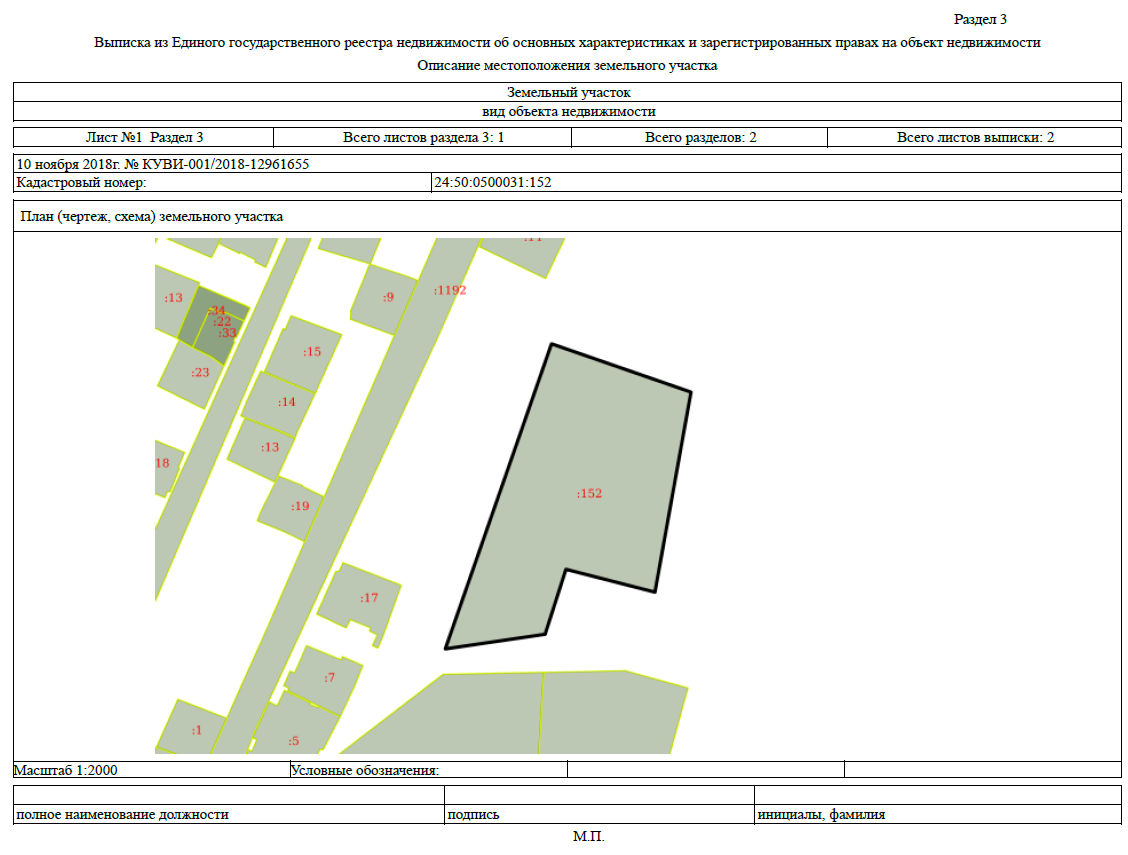 Раздел 3
Выписка из Единого государственного реестра недвижимости об основных характеристиках и зарегистрированных правах на объект недвижимости
Описание местоположения земельного участка
Земельный участок
вид объекта недвижимости
Лист №1 Раздел 3 Всего листов раздела 3: 1 Всего разделов: 2 Всего листов выписки: 2
10 ноября 2018г. № КУВИ-001/2018-12961655
Кадастровый номер: 24:50:0500031:152
План (чертеж, схема) земельного участка
:11
:1192
:9
:13
:34
:22
:33
:15
:23
:14
:13
18
:152
:19
:17
:7
:1
:5
Масштаб 1:2000 Условные обозначения:
полное наименование должности подпись инициалы, фамилия
М.П.